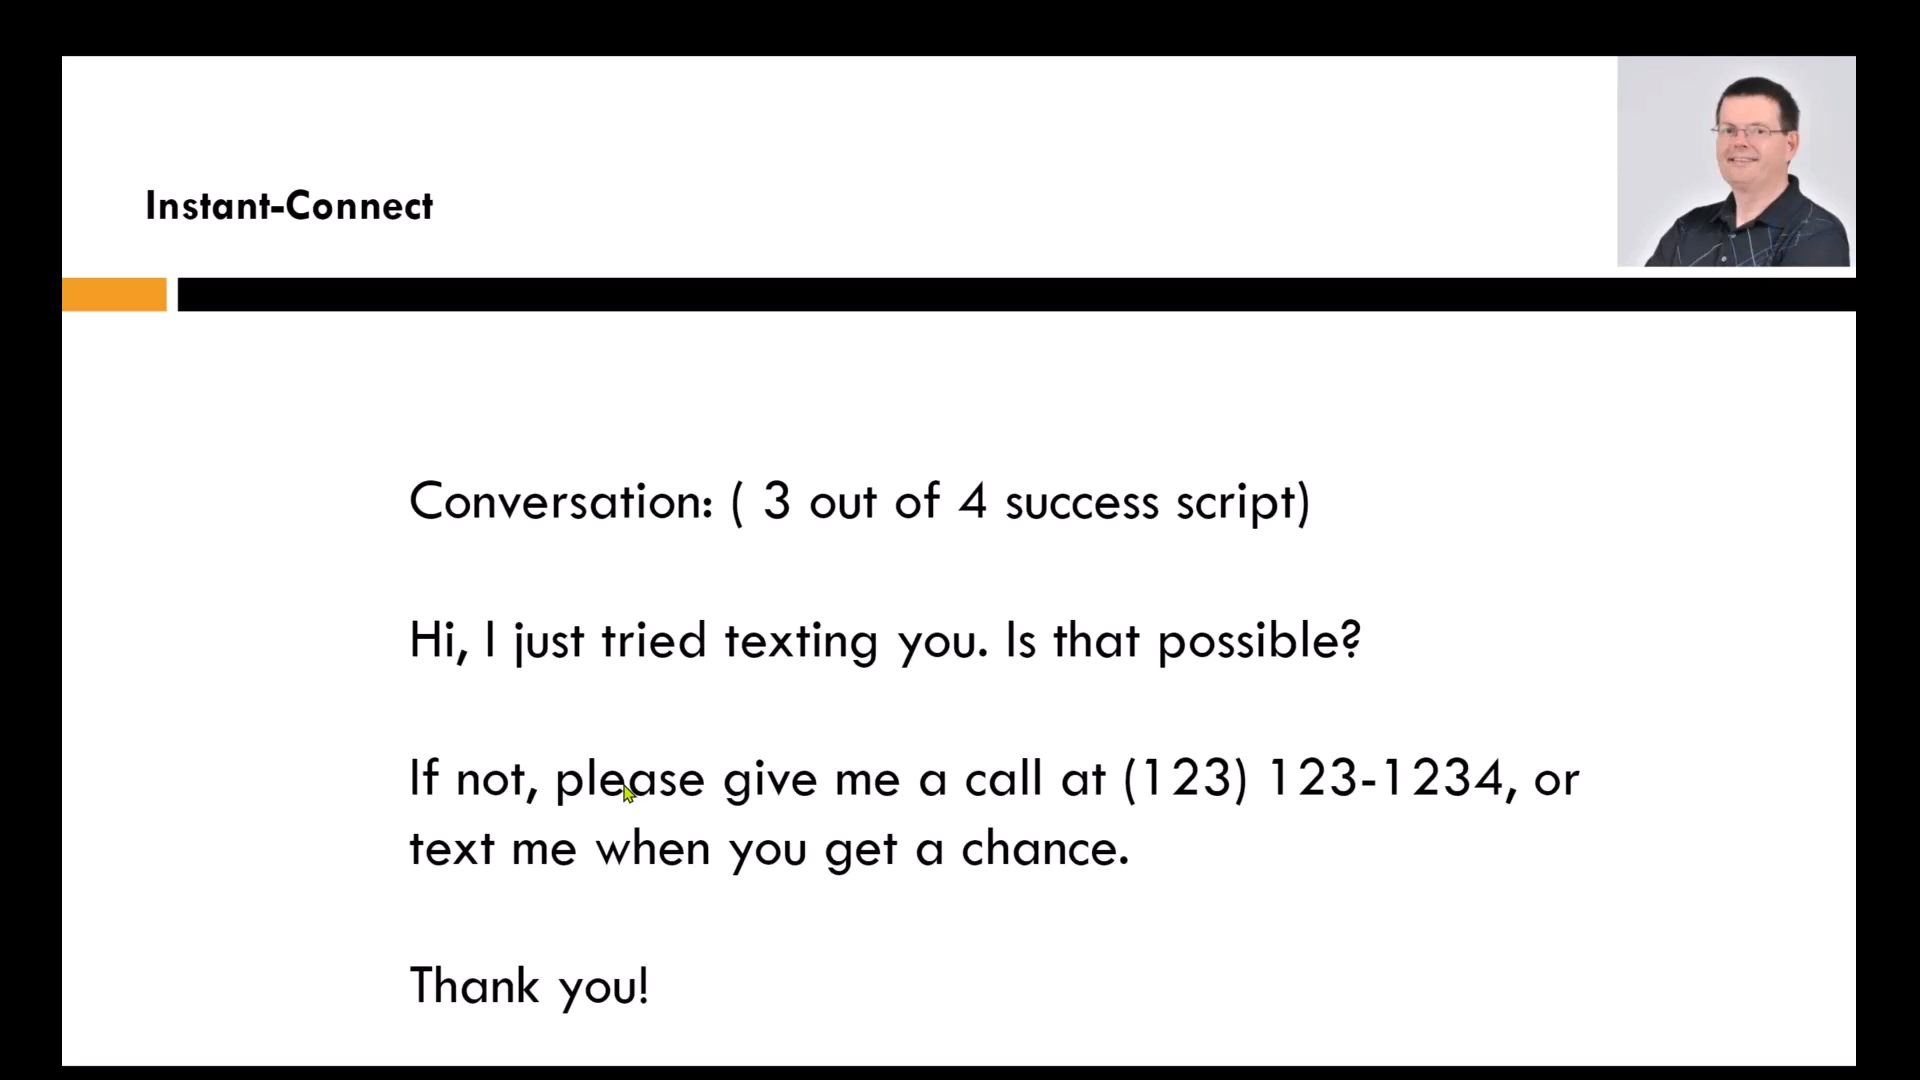 Instant-Connect
Conversation: ( 3 out of 4 success script)
Hi, I just tried texting you. Is that possible?
If not, please give me a call at (123) 123-1234, or
text me when you get a chance.
Thank you!